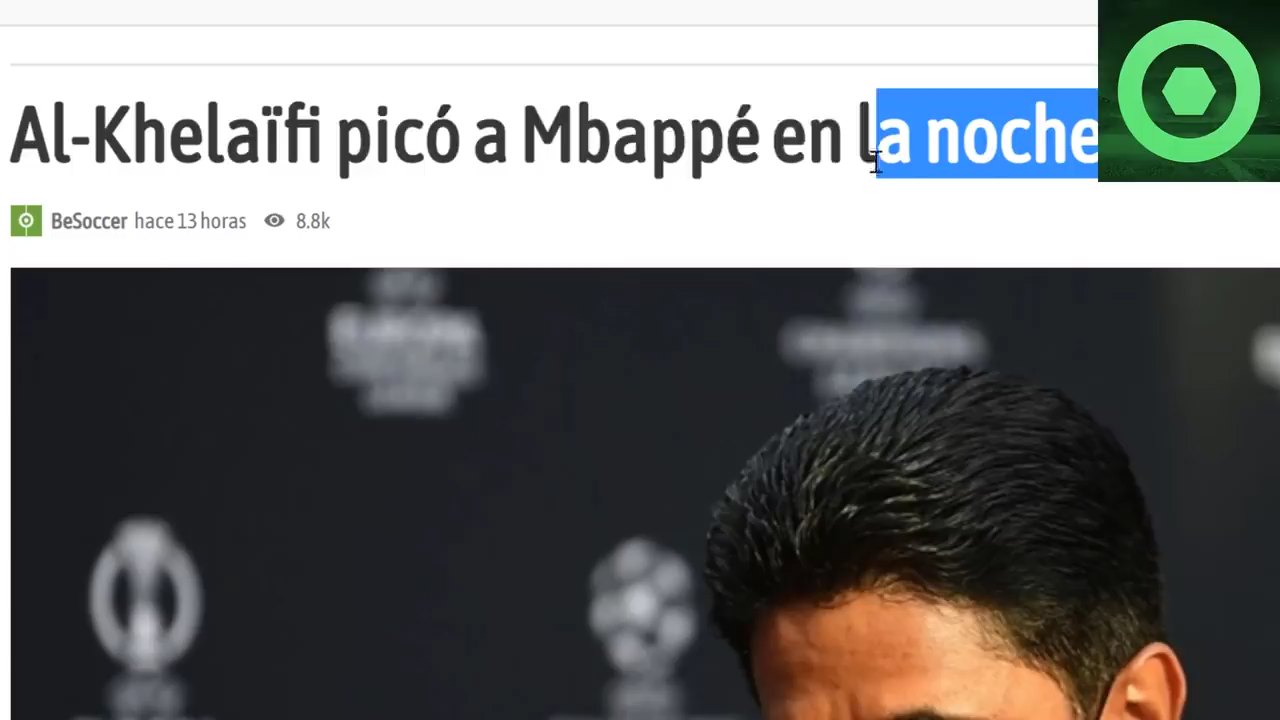 Al-Khelaïfi picó a Mbappé en la noche
BeSoccer hace 13 horas 8.8k